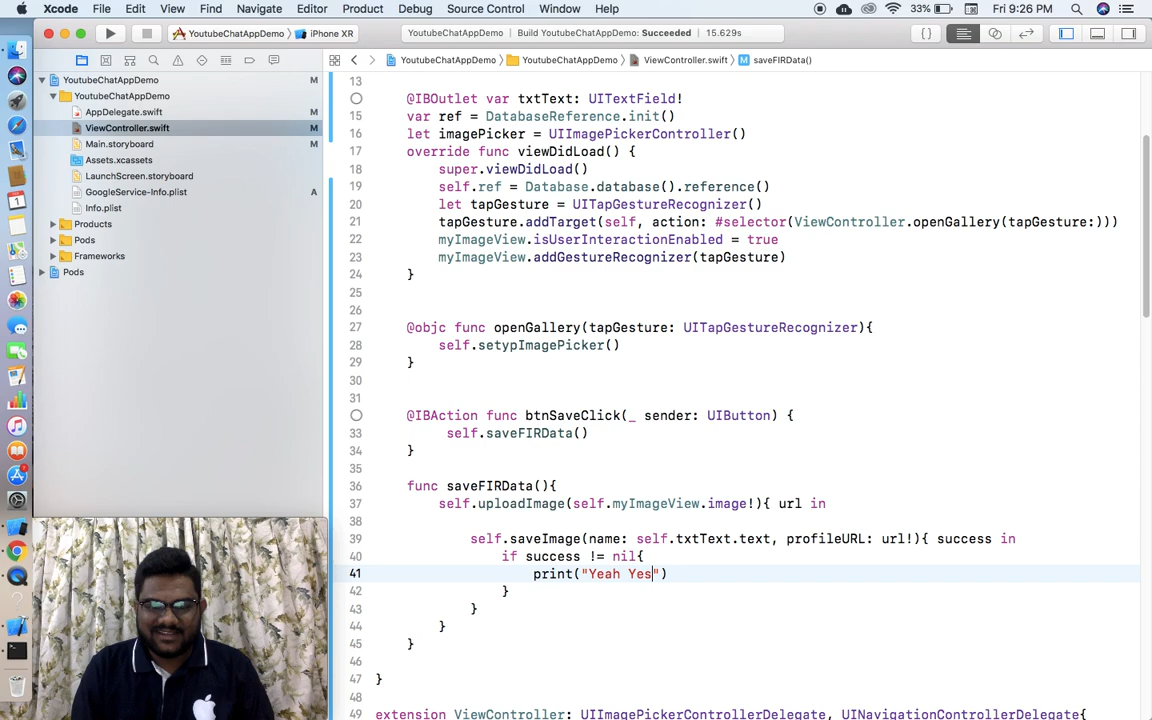 Xcode File Edit View Find Navigate Editor Product Debug Source Control Window Help 33% Fri 9:26 PM
YoutubeChatAppDemo iPhone XR YoutubeChatAppDemo Build YoutubeChatAppDemo: Succeeded 15.629s
YoutubeChatAppDemo YoutubeChatAppDemo ViewController.swift M saveFIRData()
YoutubeChatAppDemo M
YoutubeChatAppDemo
AppDelegate.swift M
ViewController.swift M
Main.storyboard M
Assets.xcassets
LaunchScreen.storyboard
GoogleService-Info.plist A
Info.plist
Products
Pods
Frameworks
Pods
13
@IBOutlet var txtText: UITextField!
15 var ref = DatabaseReference.init()
16 let imagePicker = UIImagePickerController()
17 override func viewDidLoad() {
18 super.viewDidLoad()
19 self.ref = Database.database().reference()
20 let tapGesture = UITapGestureRecognizer()
21 tapGesture.addTarget(self, action: #selector(ViewController.openGallery(tapGesture:)))
22 myImageView.isUserInteractionEnabled = true
23 myImageView.addGestureRecognizer(tapGesture)
24 }
25
26
27 @objc func openGallery(tapGesture: UITapGestureRecognizer){
28 self.setypImagePicker()
29 }
30
31
@IBAction func btnSaveClick(_ sender: UIButton) {
33 self.saveFIRData()
34 }
35
36 func saveFIRData(){
37 self.uploadImage(self.myImageView.image!){ url in
38
39 self.saveImage(name: self.txtText.text, profileURL: url!){ success in
40 if success != nil{
41 print("Yeah Yes")
42 }
43 }
44 }
45 }
46
47 }
48
49 extension ViewController: UIImagePickerControllerDelegate, UINavigationControllerDelegate{